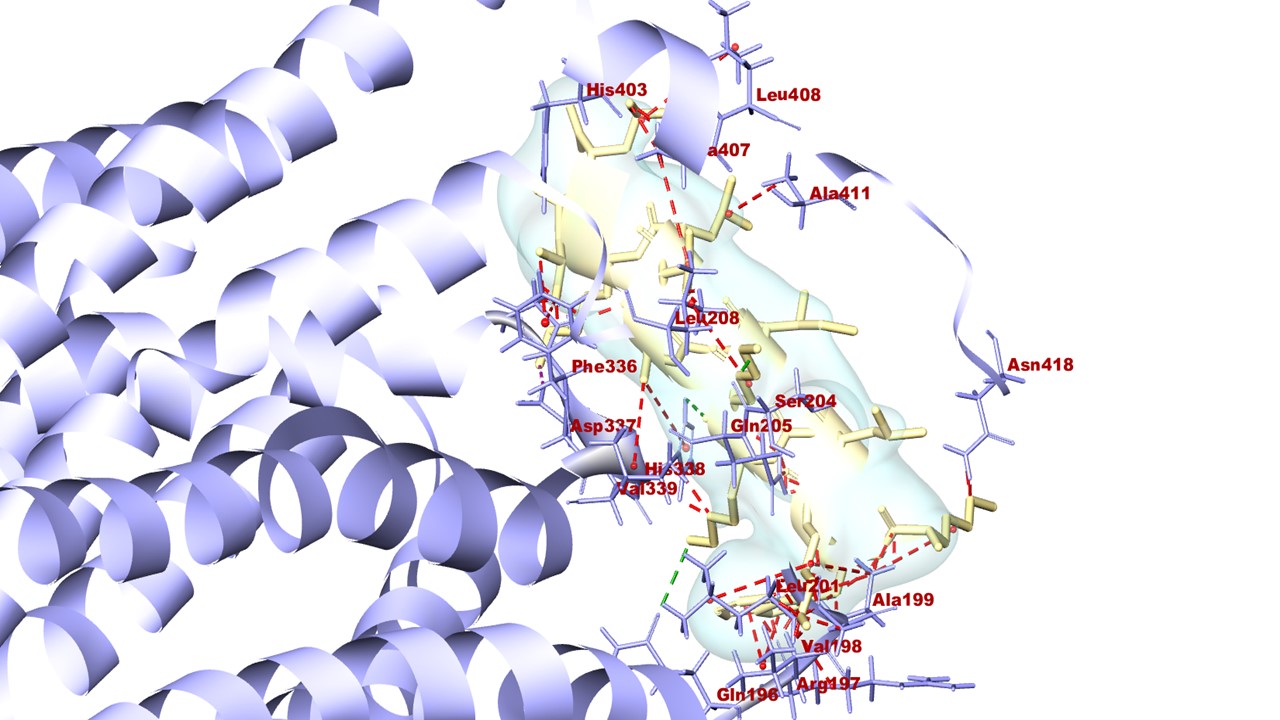 His403
Leu408
a407
Ala411
Leu208
Phe336
Asn418
Ser204
Asp337
Gln205
His338
Val339
Leu201
Ala199
Val198
Gln196
Arg197